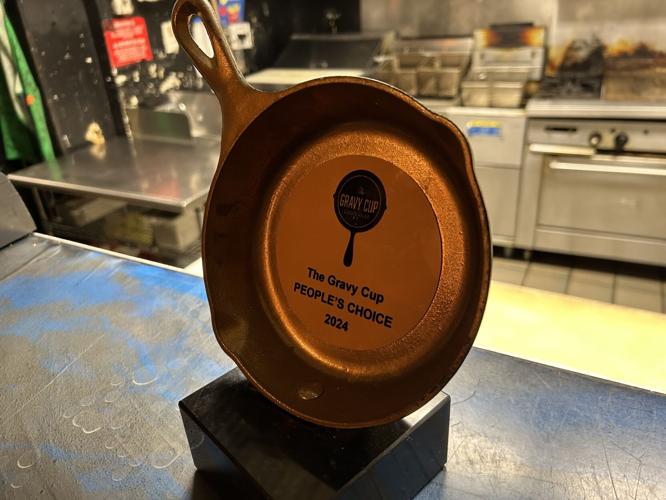 GRAVY CUP
The Gravy Cup
PEOPLE'S CHOICE
2024